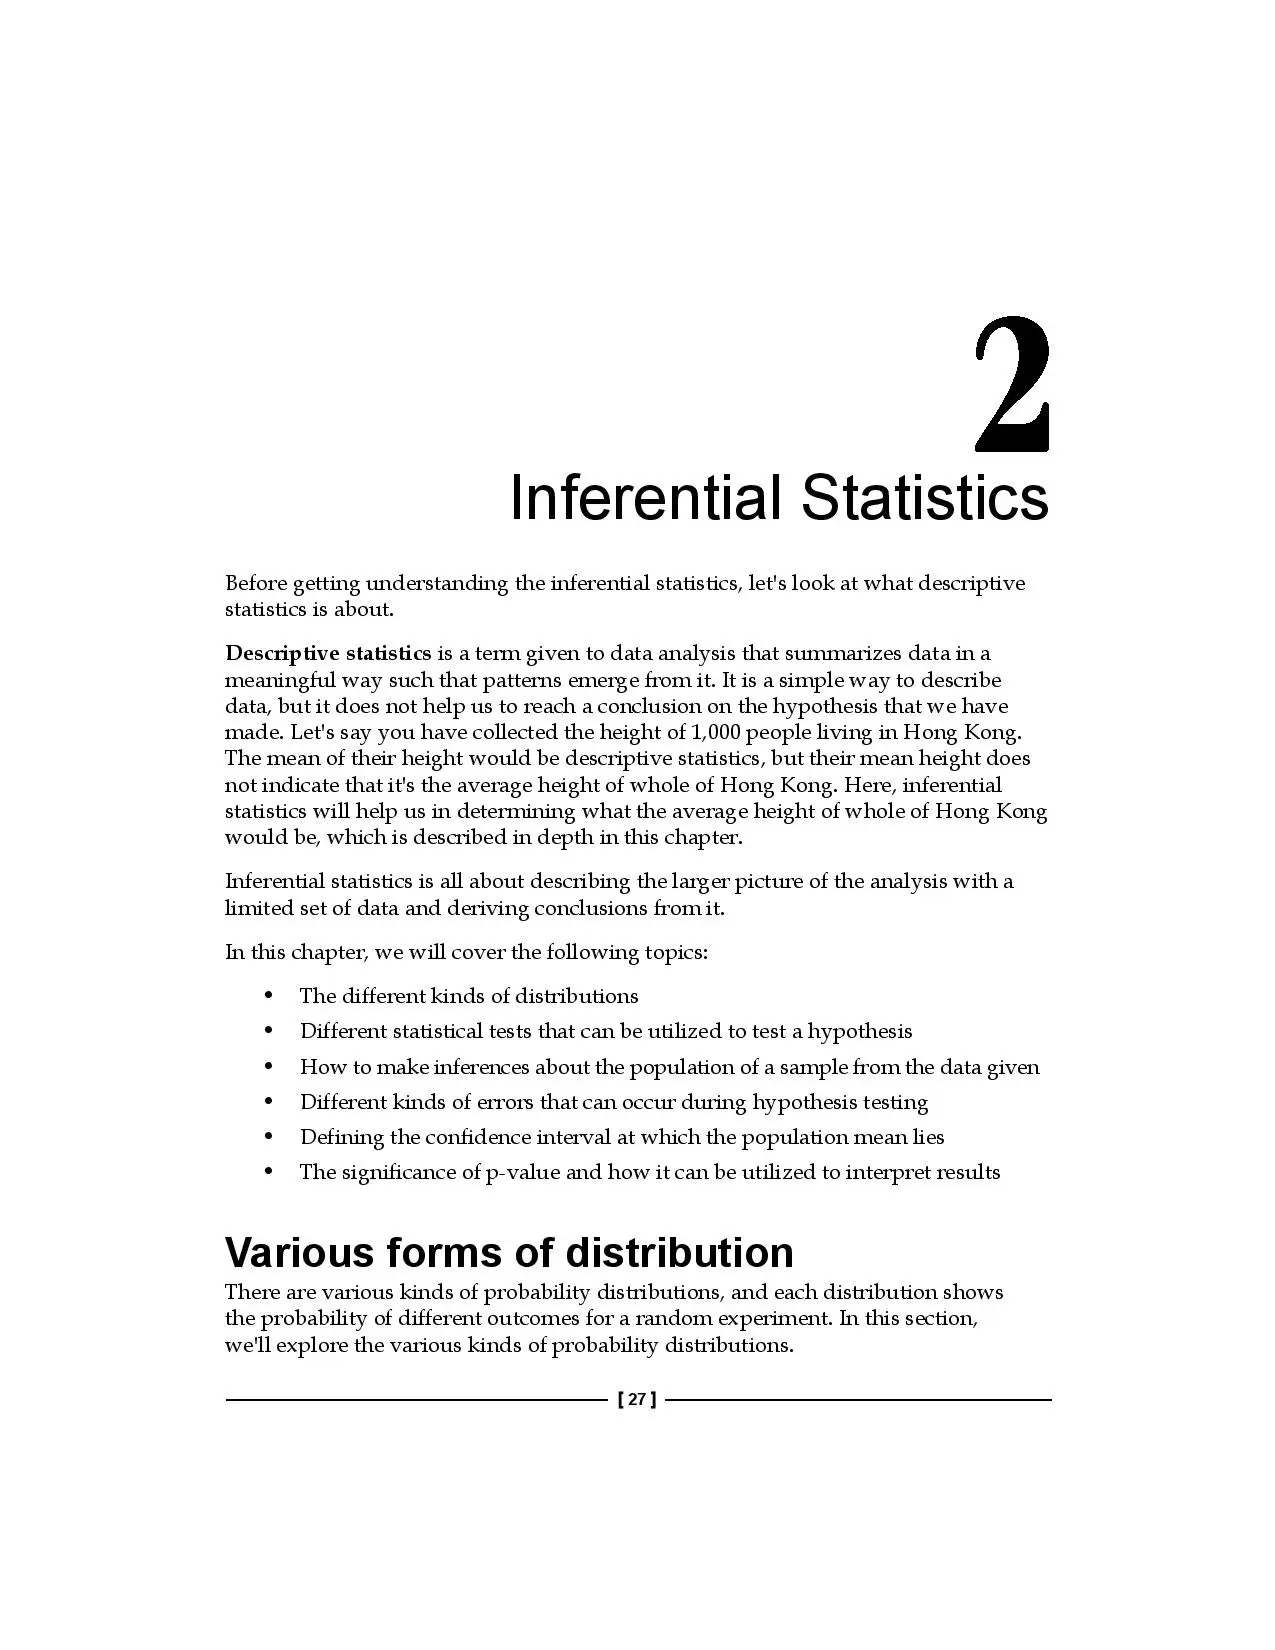 2
Inferential Statistics
Before getting understanding the inferential statistics, let's look at what descriptive
statistics is about.
Descriptive statistics is a term given to data analysis that summarizes data in a
meaningful way such that patterns emerge from it. It is a simple way to describe
data, but it does not help us to reach a conclusion on the hypothesis that we have
made. Let's say you have collected the height of 1,000 people living in Hong Kong.
The mean of their height would be descriptive statistics, but their mean height does
not indicate that it's the average height of whole of Hong Kong. Here, inferential
statistics will help us in determining what the average height of whole of Hong Kong
would be, which is described in depth in this chapter.
Inferential statistics is all about describing the larger picture of the analysis with a
limited set of data and deriving conclusions from it.
In this chapter, we will cover the following topics:
• The different kinds of distributions
• Different statistical tests that can be utilized to test a hypothesis
• How to make inferences about the population of a sample from the data given
• Different kinds of errors that can occur during hypothesis testing
• Defining the confidence interval at which the population mean lies
• The significance of p-value and how it can be utilized to interpret results
Various forms of distribution
There are various kinds of probability distributions, and each distribution shows
the probability of different outcomes for a random experiment. In this section,
we'll explore the various kinds of probability distributions.
[ 27 ]